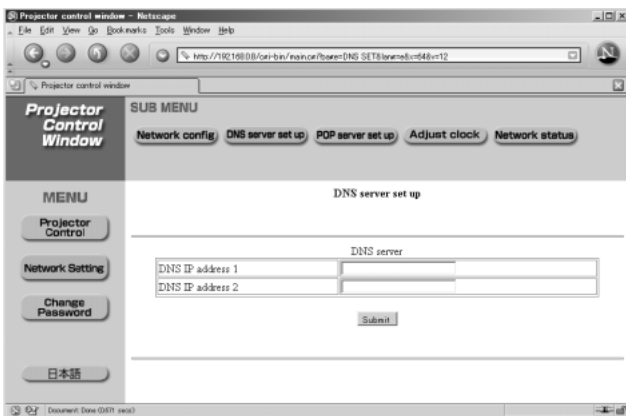 Projector control window - Netscape
File Edit View Go Bookmarks Tools Window Help
Projector control window
Projector
Control
Window
SUB MENU
Network config.
DNS server set up
POP server set up
Adjust clock
Network status
MENU
Projector
Control
Network Setting
Change
Password
日本語
DNS server set up
DNS server
DNS IP address 1
DNS IP address 2
Submit
Document: Done